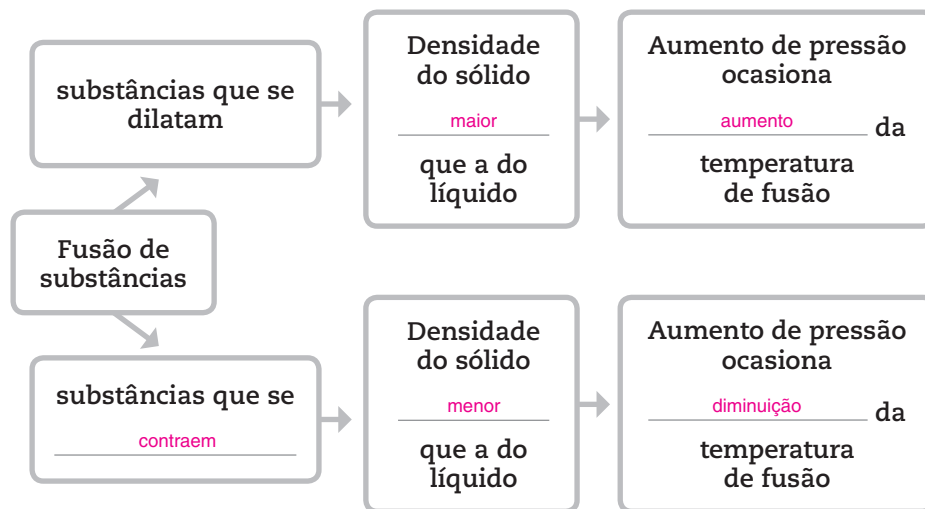 Fusão de
substâncias
substâncias que se
dilatam
Densidade
do sólido
maior
que a do
líquido
Aumento de pressão
ocasiona
aumento da
temperatura
de fusão
substâncias que se
contraem
Densidade
do sólido
menor
que a do
líquido
Aumento de pressão
ocasiona
diminuição da
temperatura
de fusão